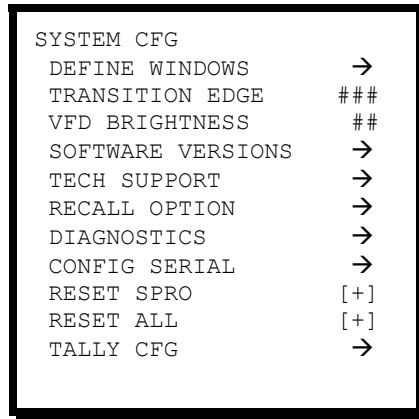 SYSTEM CFG
DEFINE WINDOWS →
TRANSITION EDGE ###
VFD BRIGHTNESS ##
SOFTWARE VERSIONS →
TECH SUPPORT →
RECALL OPTION →
DIAGNOSTICS →
CONFIG SERIAL →
RESET SPRO [+]
RESET ALL [+]
TALLY CFG →